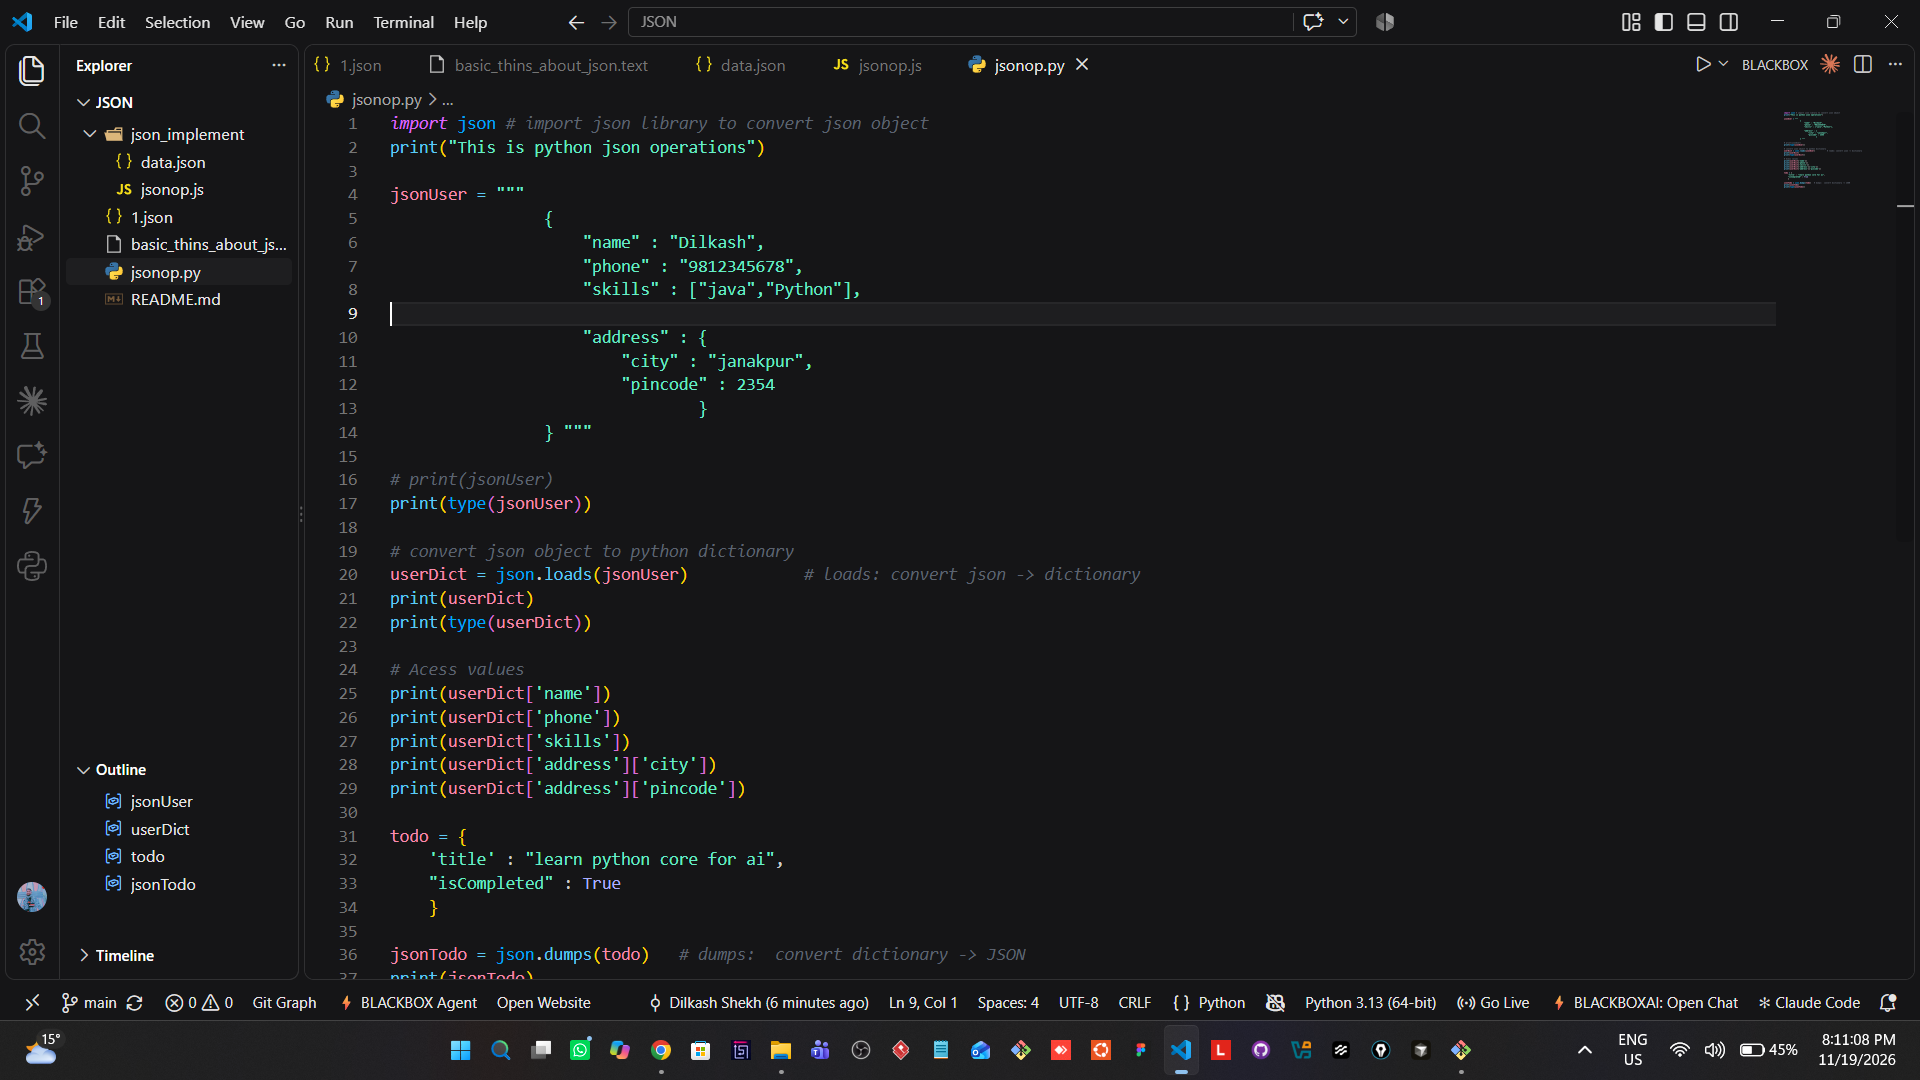 File Edit Selection View Go Run Terminal Help
JSON
Explorer
JSON
json_implement
data.json
JS jsonop.js
1.json
basic_thins_about_js...
jsonop.py
README.md
Outline
jsonUser
userDict
todo
jsonTodo
Timeline
1
1.json basic_thins_about_json.text data.json JS jsonop.js jsonop.py
BLACKBOX
jsonop.py > ...
1 import json # import json library to convert json object
2 print("This is python json operations")
3
4 jsonUser = """
5 {
6 "name" : "Dilkash",
7 "phone" : "9812345678",
8 "skills" : ["java","Python"],
9
10 "address" : {
11 "city" : "janakpur",
12 "pincode" : 2354
13 }
14 } """
15
16 # print(jsonUser)
17 print(type(jsonUser))
18
19 # convert json object to python dictionary
20 userDict = json.loads(jsonUser) # loads: convert json -> dictionary
21 print(userDict)
22 print(type(userDict))
23
24 # Acess values
25 print(userDict['name'])
26 print(userDict['phone'])
27 print(userDict['skills'])
28 print(userDict['address']['city'])
29 print(userDict['address']['pincode'])
30
31 todo = {
32 'title' : "learn python core for ai",
33 "isCompleted" : True
34 }
35
36 jsonTodo = json.dumps(todo) # dumps: convert dictionary -> JSON
37 print(jsonTodo)
main 0 0 Git Graph BLACKBOX Agent Open Website Dilkash Shekh (6 minutes ago) Ln 9, Col 1 Spaces: 4 UTF-8 CRLF { } Python Python 3.13 (64-bit) Go Live BLACKBOXAI: Open Chat Claude Code
15°
ENG
US
45%
8:11:08 PM
11/19/2026